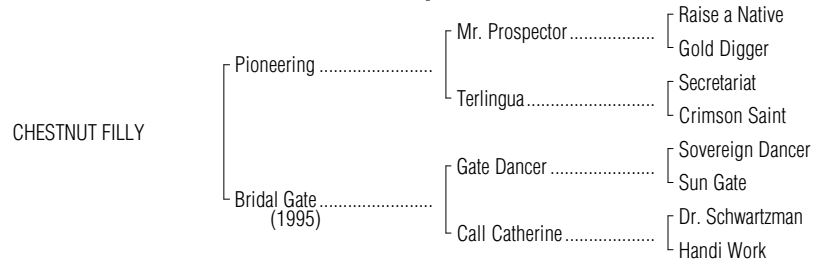 Raise a Native
Mr. Prospector..................
Gold Digger
Pioneering ........................
Secretariat
Terlingua...........................
Crimson Saint
CHESTNUT FILLY
Sovereign Dancer
Gate Dancer .......................
Sun Gate
Bridal Gate........................
(1995)
Dr. Schwartzman
Call Catherine...................
Handi Work